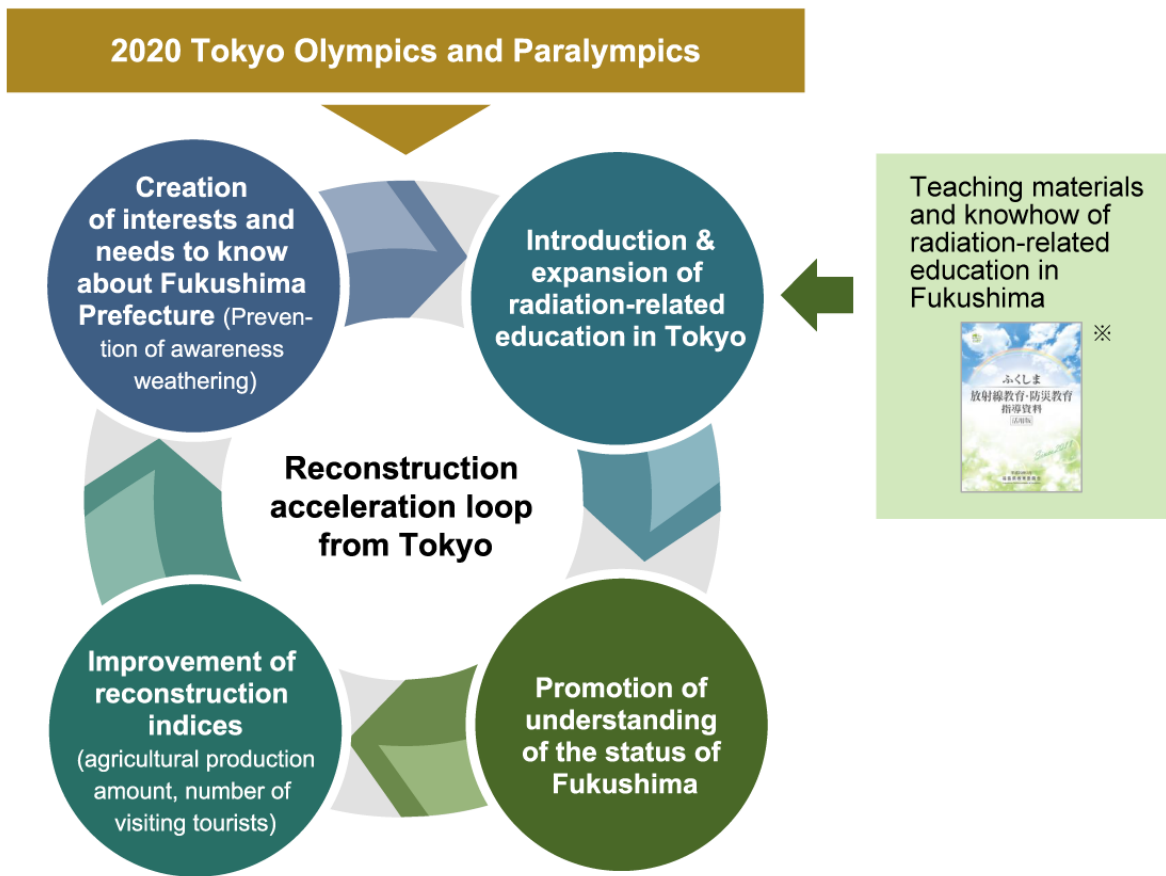 2020 Tokyo Olympics and Paralympics
Creation
of interests and
needs to know
about Fukushima
Prefecture (Preven-
tion of awareness
weathering)
Introduction &
expansion of
radiation-related
education in Tokyo
Teaching materials
and knowhow of
radiation-related
education in
Fukushima
※
ふくしま
放射線教育・防災教育
指導資料
活用版
Reconstruction
acceleration loop
from Tokyo
Improvement of
reconstruction
indices
(agricultural production
amount, number of
visiting tourists)
Promotion of
understanding
of the status of
Fukushima